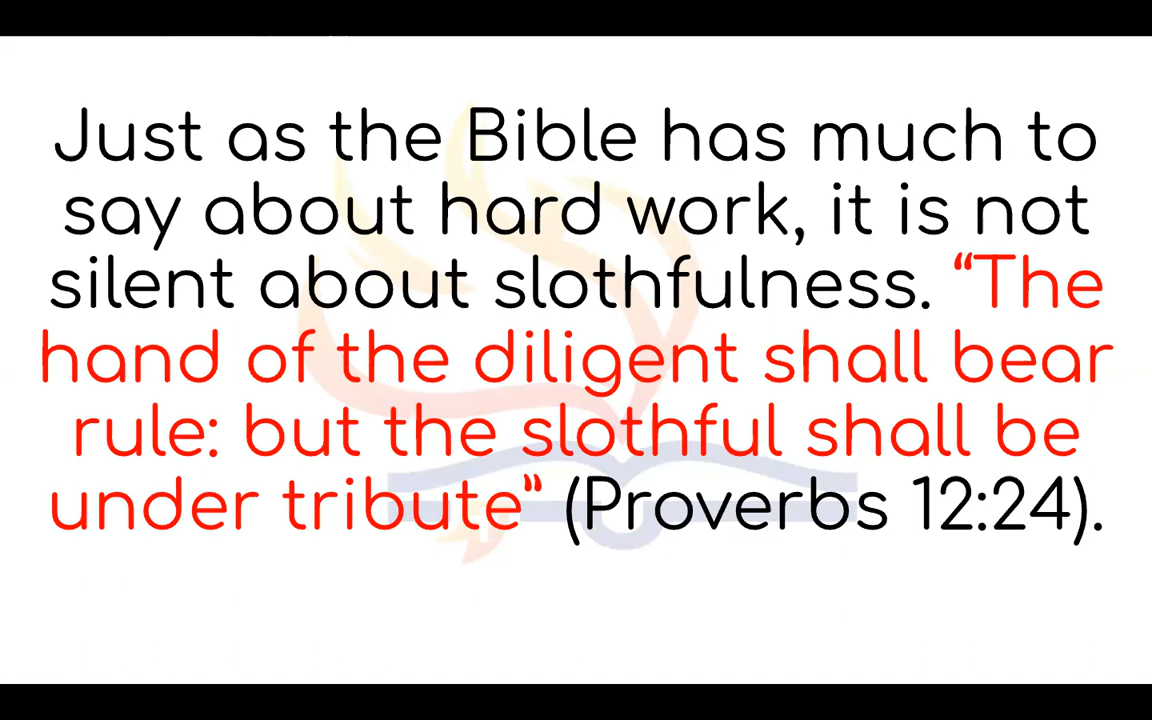 Just as the Bible has much to
say about hard work, it is not
silent about slothfulness. “The
hand of the diligent shall bear
rule: but the slothful shall be
under tribute” (Proverbs 12:24).